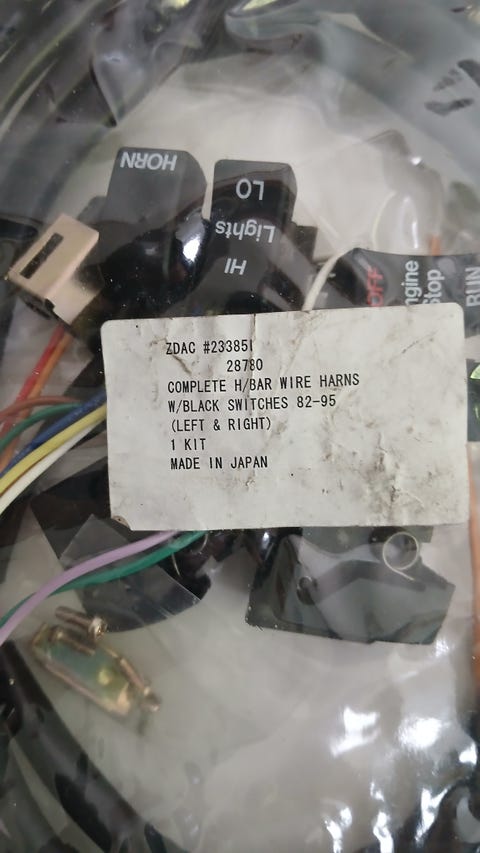 HORN
LO
Lights
HI
OFF
Engine
Stop
RUN
ZDAC #233851
28780
COMPLETE H/BAR WIRE HARNS
W/BLACK SWITCHES 82-95
(LEFT & RIGHT)
1 KIT
MADE IN JAPAN